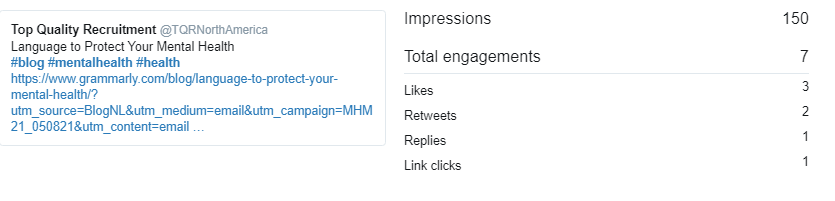 Top Quality Recruitment @TQRNorthAmerica
Language to Protect Your Mental Health
#blog #mentalhealth #health
https://www.grammarly.com/blog/language-to-protect-your-
mental-health/?
utm_source=BlogNL&utm_medium=email&utm_campaign=MHM
21_050821&utm_content=email …
Impressions 150
Total engagements 7
Likes 3
Retweets 2
Replies 1
Link clicks 1